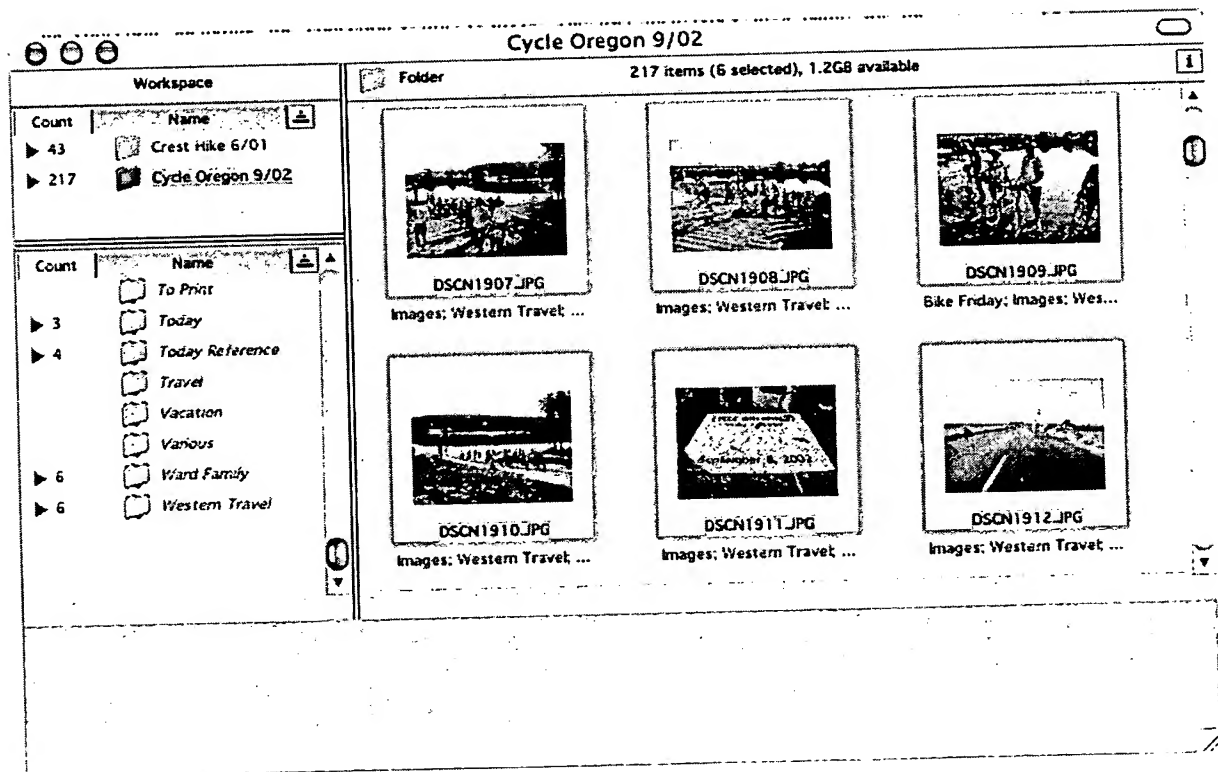 Cycle Oregon 9/02
Workspace
Folder
217 items (6 selected), 1.2GB available
i
Count Name
43 Crest Hike 6/01
217 Cycle Oregon 9/02
Count Name
To Print
3 Today
4 Today Reference
Travel
Vacation
Various
6 Ward Family
6 Western Travel
DSCN1907.JPG
Images; Western Travel; ...
DSCN1908.JPG
Images; Western Travel; ...
DSCN1909.JPG
Bike Friday; Images; Wes...
DSCN1910.JPG
Images; Western Travel; ...
September 8, 2002
DSCN1911.JPG
Images; Western Travel; ...
DSCN1912.JPG
Images; Western Travel; ...